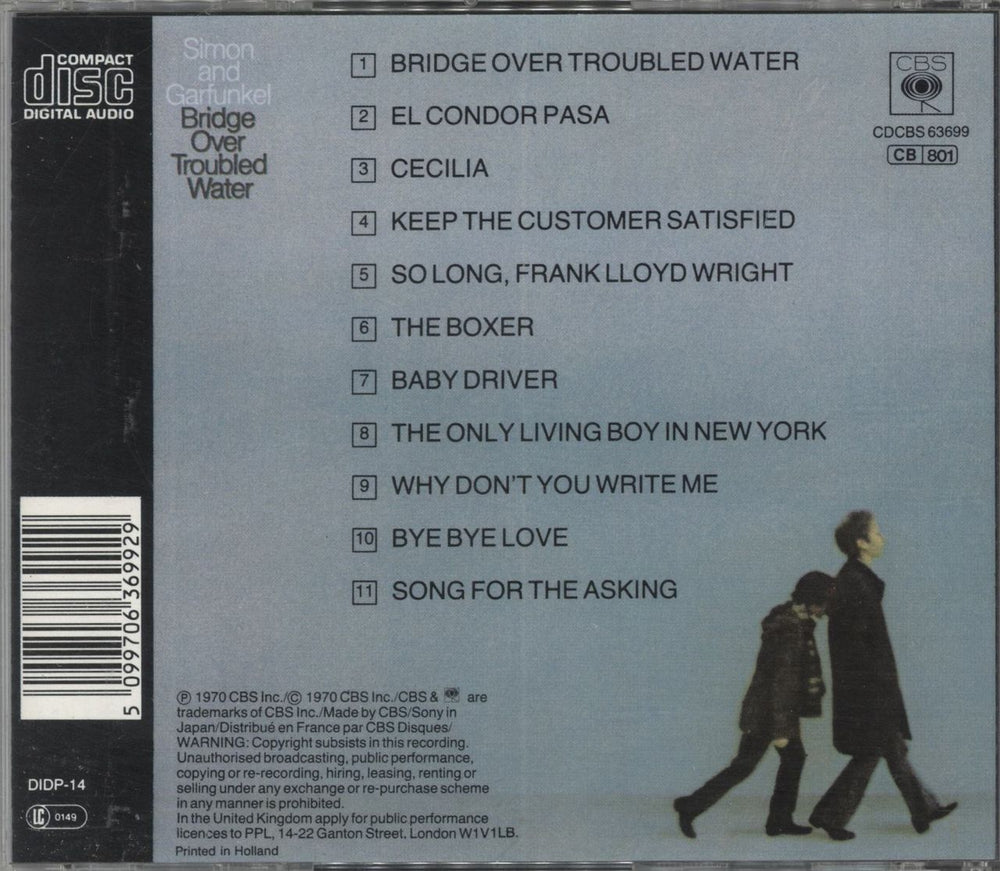 COMPACT
disc
DIGITAL AUDIO
Simon
and
Garfunkel
Bridge
Over
Troubled
Water
1 BRIDGE OVER TROUBLED WATER
2 EL CONDOR PASA
3 CECILIA
4 KEEP THE CUSTOMER SATISFIED
5 SO LONG, FRANK LLOYD WRIGHT
6 THE BOXER
7 BABY DRIVER
8 THE ONLY LIVING BOY IN NEW YORK
9 WHY DON'T YOU WRITE ME
10 BYE BYE LOVE
11 SONG FOR THE ASKING
CBS
CDCBS 63699
CB 801
5 099706 369929
DIDP-14
LC 0149
℗ 1970 CBS Inc./© 1970 CBS Inc./CBS & are
trademarks of CBS Inc./Made by CBS/Sony in
Japan/Distribué en France par CBS Disques/
WARNING: Copyright subsists in this recording.
Unauthorised broadcasting, public performance,
copying or re-recording, hiring, leasing, renting or
selling under any exchange or re-purchase scheme
in any manner is prohibited.
In the United Kingdom apply for public performance
licences to PPL, 14-22 Ganton Street, London W1V1LB.
Printed in Holland